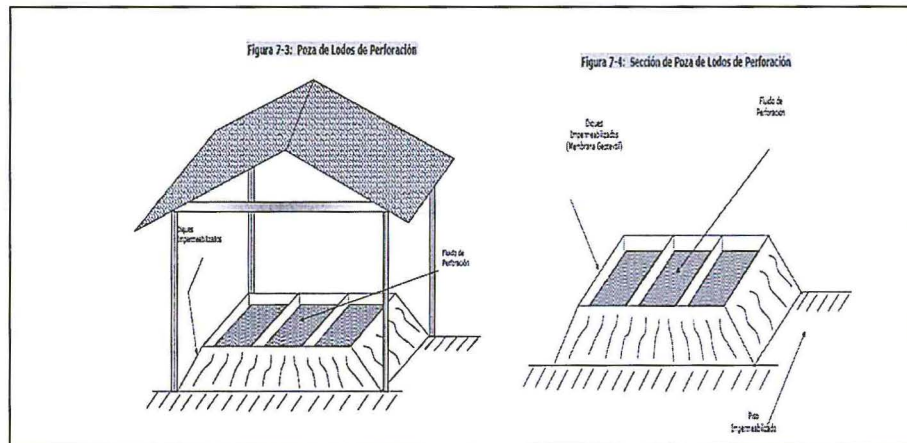 Figura 7-3: Poza de Lodos de Perforación
Diques
Impermeabilizados
Fluido de
Perforación
Figura 7-4: Sección de Poza de Lodos de Perforación
Diques
Impermeabilizados
(Membrana Geotextil)
Fluido de
Perforación
Piso
Impermeabilizado